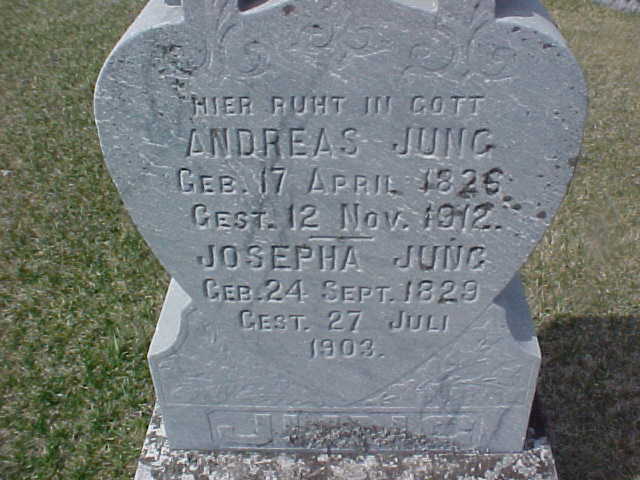 HIER RUHT IN GOTT
ANDREAS JUNG
GEB. 17 APRIL 1826
GEST. 12 NOV. 1912.
JOSEPHA JUNG
GEB. 24 SEPT. 1829
GEST. 27 JULI
1903.
JUNG